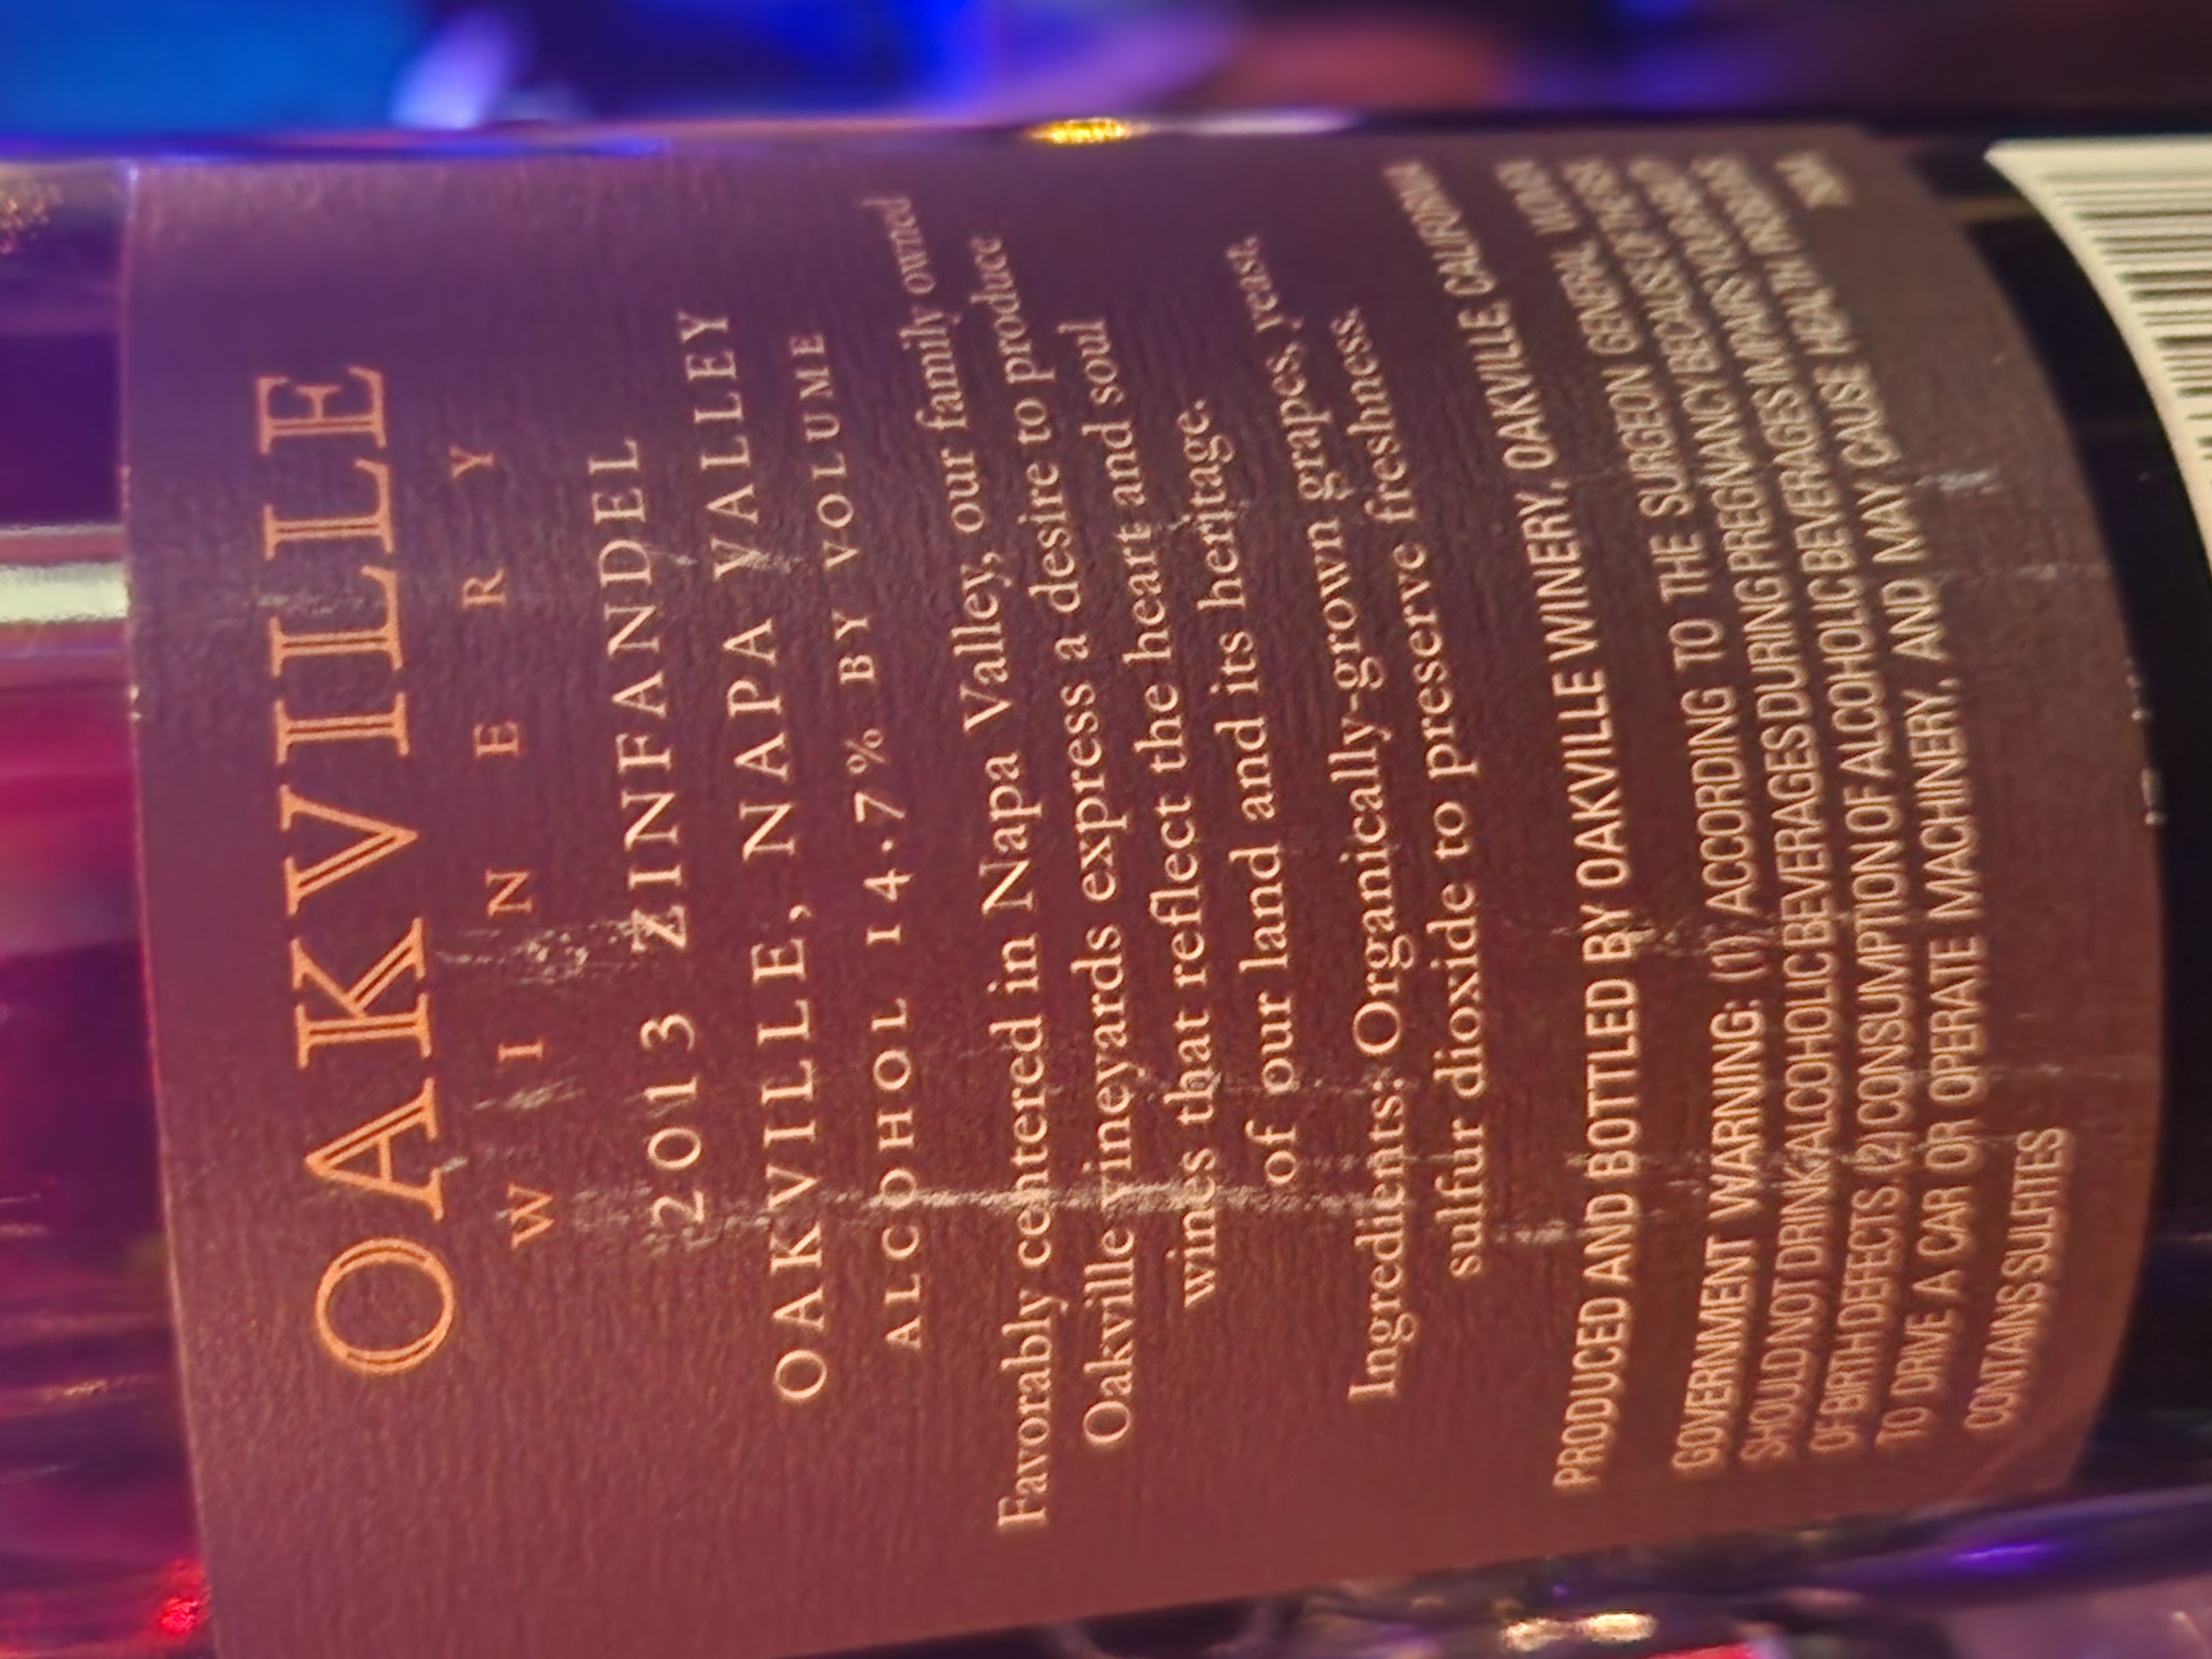 OAKVILLE
WINERY
2013 ZINFANDEL
OAKVILLE, NAPA VALLEY
ALCOHOL 14.7% BY VOLUME
Favorably centered in Napa Valley, our family owned
Oakville vineyards express a desire to produce
wines that reflect the heart and soul
of our land and its heritage.
Ingredients: Organically-grown grapes, yeast,
sulfur dioxide to preserve freshness.
PRODUCED AND BOTTLED BY OAKVILLE WINERY, OAKVILLE, CALIFORNIA
GOVERNMENT WARNING: (1) ACCORDING TO THE SURGEON GENERAL, WOMEN
SHOULD NOT DRINK ALCOHOLIC BEVERAGES DURING PREGNANCY BECAUSE OF THE RISK
OF BIRTH DEFECTS. (2) CONSUMPTION OF ALCOHOLIC BEVERAGES IMPAIRS YOUR ABILITY
TO DRIVE A CAR OR OPERATE MACHINERY, AND MAY CAUSE HEALTH PROBLEMS.
CONTAINS SULFITES